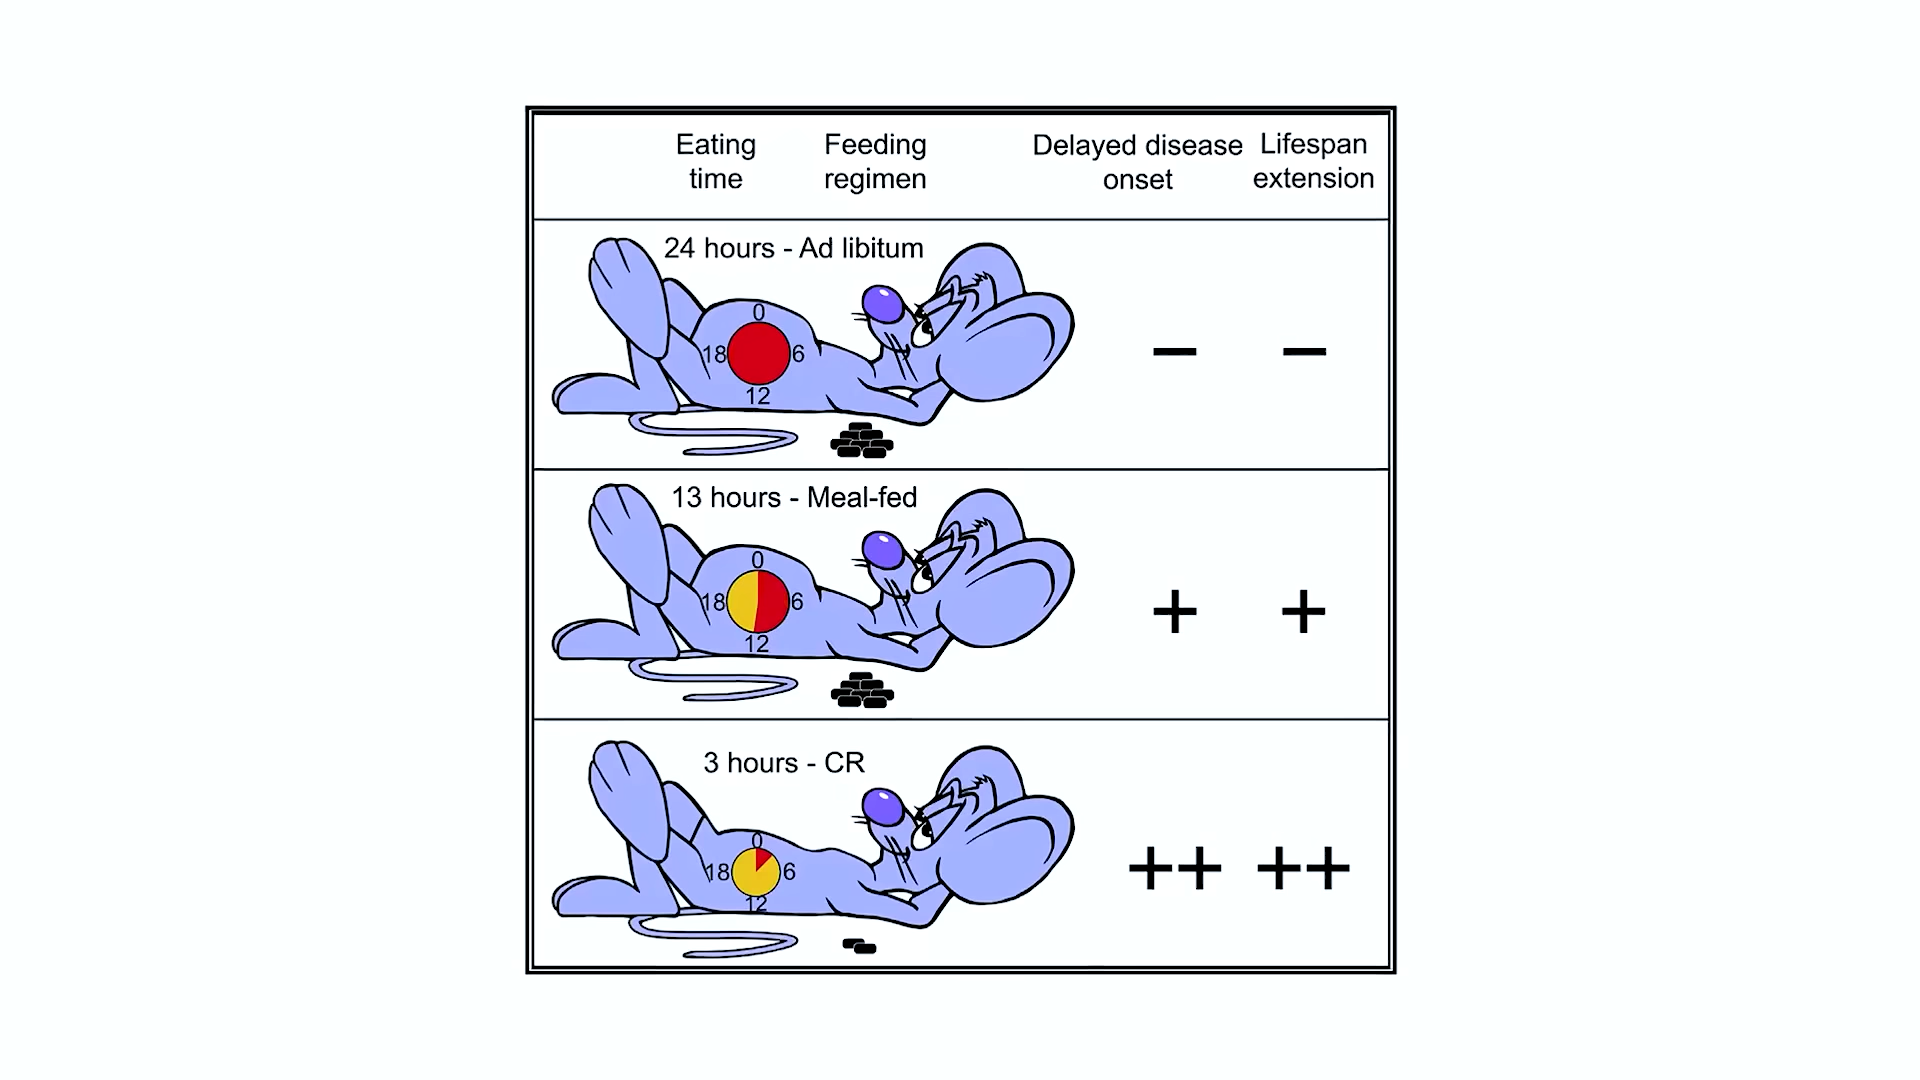 Eating time
Feeding regimen
Delayed disease onset
Lifespan extension
24 hours - Ad libitum
0
18
6
12
– –
13 hours - Meal-fed
0
18
6
12
+ +
3 hours - CR
0
18
6
12
++ ++